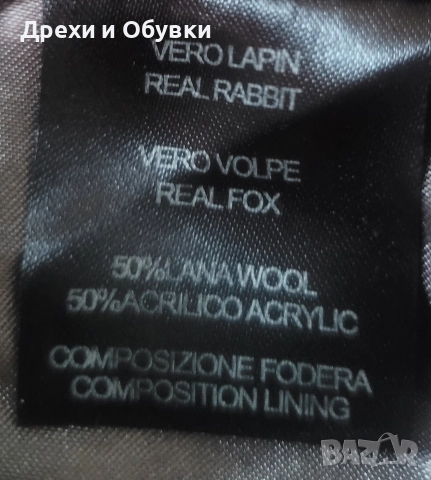 Дрехи и Обувки
VERO LAPIN
REAL RABBIT
VERO VOLPE
REAL FOX
50%LANA WOOL
50%ACRILICO ACRYLIC
COMPOSIZIONE FODERA
COMPOSITION LINING
BAZAR